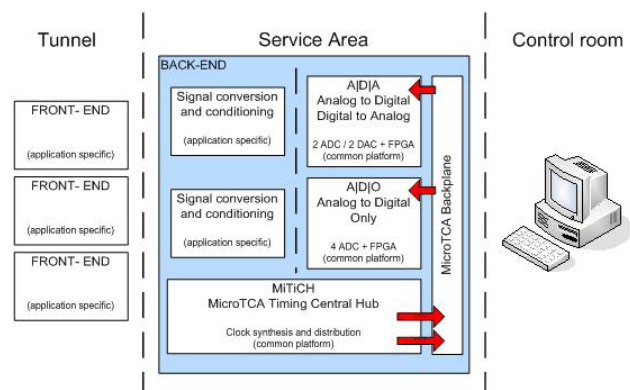 Tunnel
Service Area
Control room
BACK-END
FRONT- END
(application specific)
FRONT- END
(application specific)
FRONT- END
(application specific)
Signal conversion
and conditioning
(application specific)
A|D|A
Analog to Digital
Digital to Analog
2 ADC / 2 DAC + FPGA
(common platform)
Signal conversion
and conditioning
(application specific)
A|D|O
Analog to Digital
Only
4 ADC + FPGA
(common platform)
MiTiCH
MicroTCA Timing Central Hub
Clock synthesis and distribution
(common platform)
MicroTCA Backplane